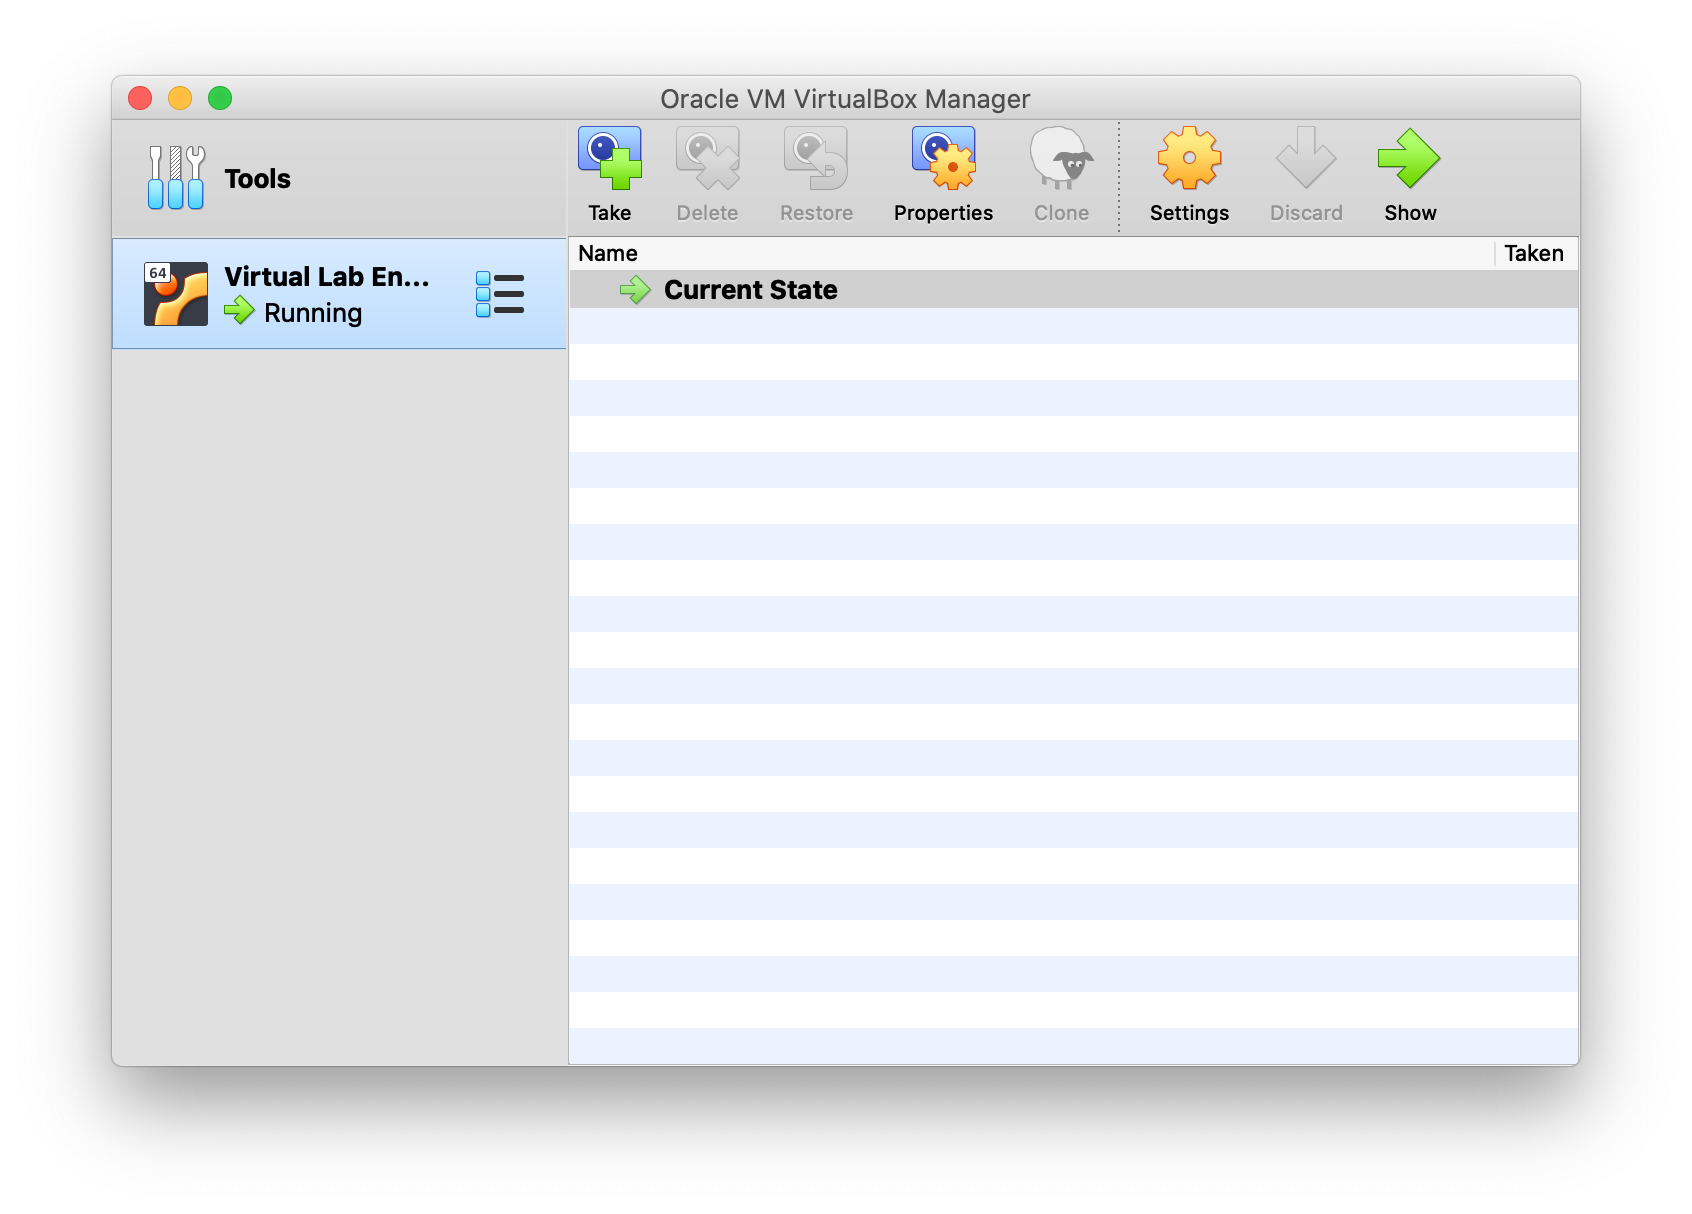 Oracle VM VirtualBox Manager
Tools
Take
Delete
Restore
Properties
Clone
Settings
Discard
Show
64
Virtual Lab En...
Running
Name
Taken
Current State